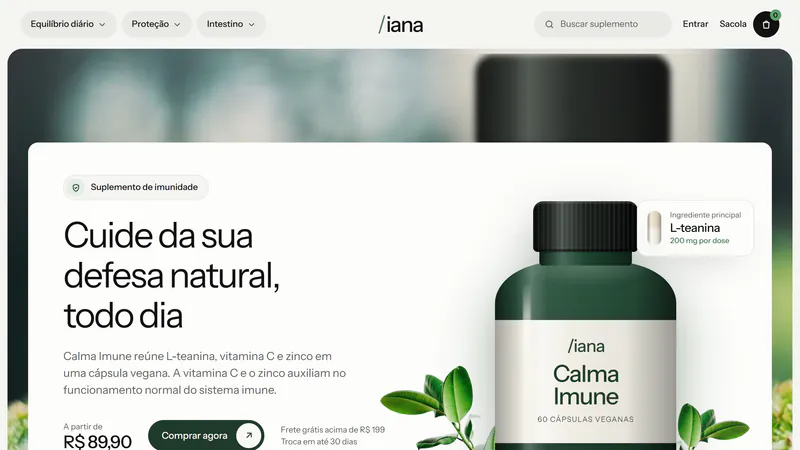 Equilíbrio diário
Proteção
Intestino
/iana
Buscar suplemento
Entrar
Sacola
0
Suplemento de imunidade
Cuide da sua
defesa natural,
todo dia
Calma Imune reúne L-teanina, vitamina C e zinco em
uma cápsula vegana. A vitamina C e o zinco auxiliam no
funcionamento normal do sistema imune.
A partir de
R$ 89,90
Comprar agora
Frete grátis acima de R$ 199
Troca em até 30 dias
Ingrediente principal
L-teanina
200 mg por dose
/iana
Calma
Imune
60 CÁPSULAS VEGANAS